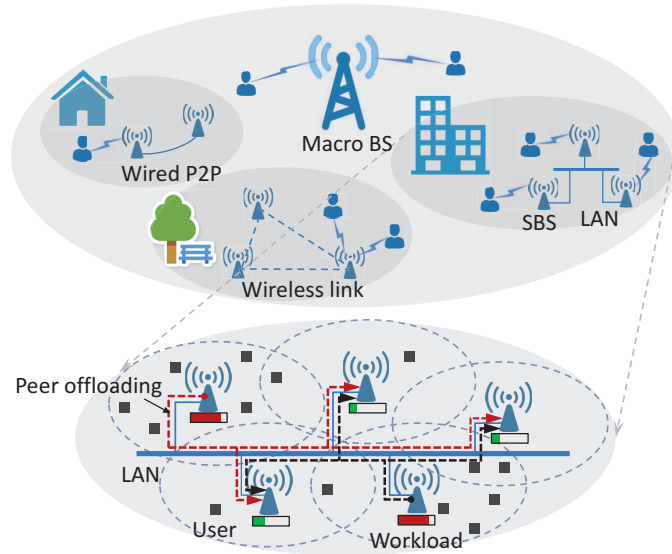 Macro BS
Wired P2P
SBS
LAN
Wireless link
Peer offloading
LAN
User
Workload